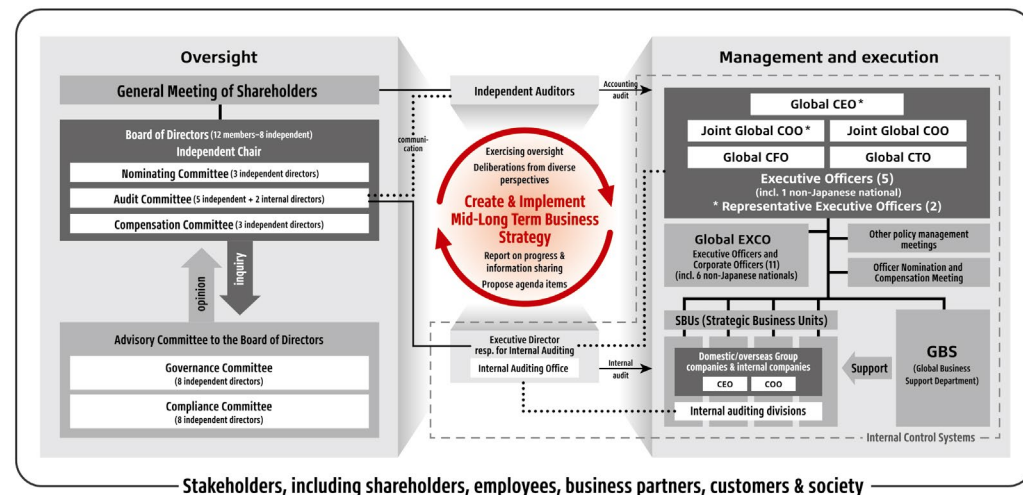 Oversight
General Meeting of Shareholders
Board of Directors (12 members–8 independent)
Independent Chair
Nominating Committee (3 independent directors)
Audit Committee (5 independent + 2 internal directors)
Compensation Committee (3 independent directors)
opinion
inquiry
Advisory Committee to the Board of Directors
Governance Committee
(8 independent directors)
Compliance Committee
(8 independent directors)
communi-
cation
Independent Auditors
Accounting
audit
Exercising oversight
Deliberations from diverse
perspectives
Create & Implement
Mid-Long Term Business
Strategy
Report on progress &
information sharing
Propose agenda items
Executive Director
resp. for Internal Auditing
Internal Auditing Office
Internal
audit
Management and execution
Global CEO*
Joint Global COO*
Joint Global COO
Global CFO
Global CTO
Executive Officers (5)
(incl. 1 non-Japanese national)
* Representative Executive Officers (2)
Global EXCO
Executive Officers and
Corporate Officers (11)
(incl. 6 non-Japanese nationals)
Other policy management
meetings
Officer Nomination and
Compensation Meeting
SBUs (Strategic Business Units)
Domestic/overseas Group
companies & internal companies
CEO
COO
Internal auditing divisions
Support
GBS
(Global Business
Support Department)
Internal Control Systems
Stakeholders, including shareholders, employees, business partners, customers & society